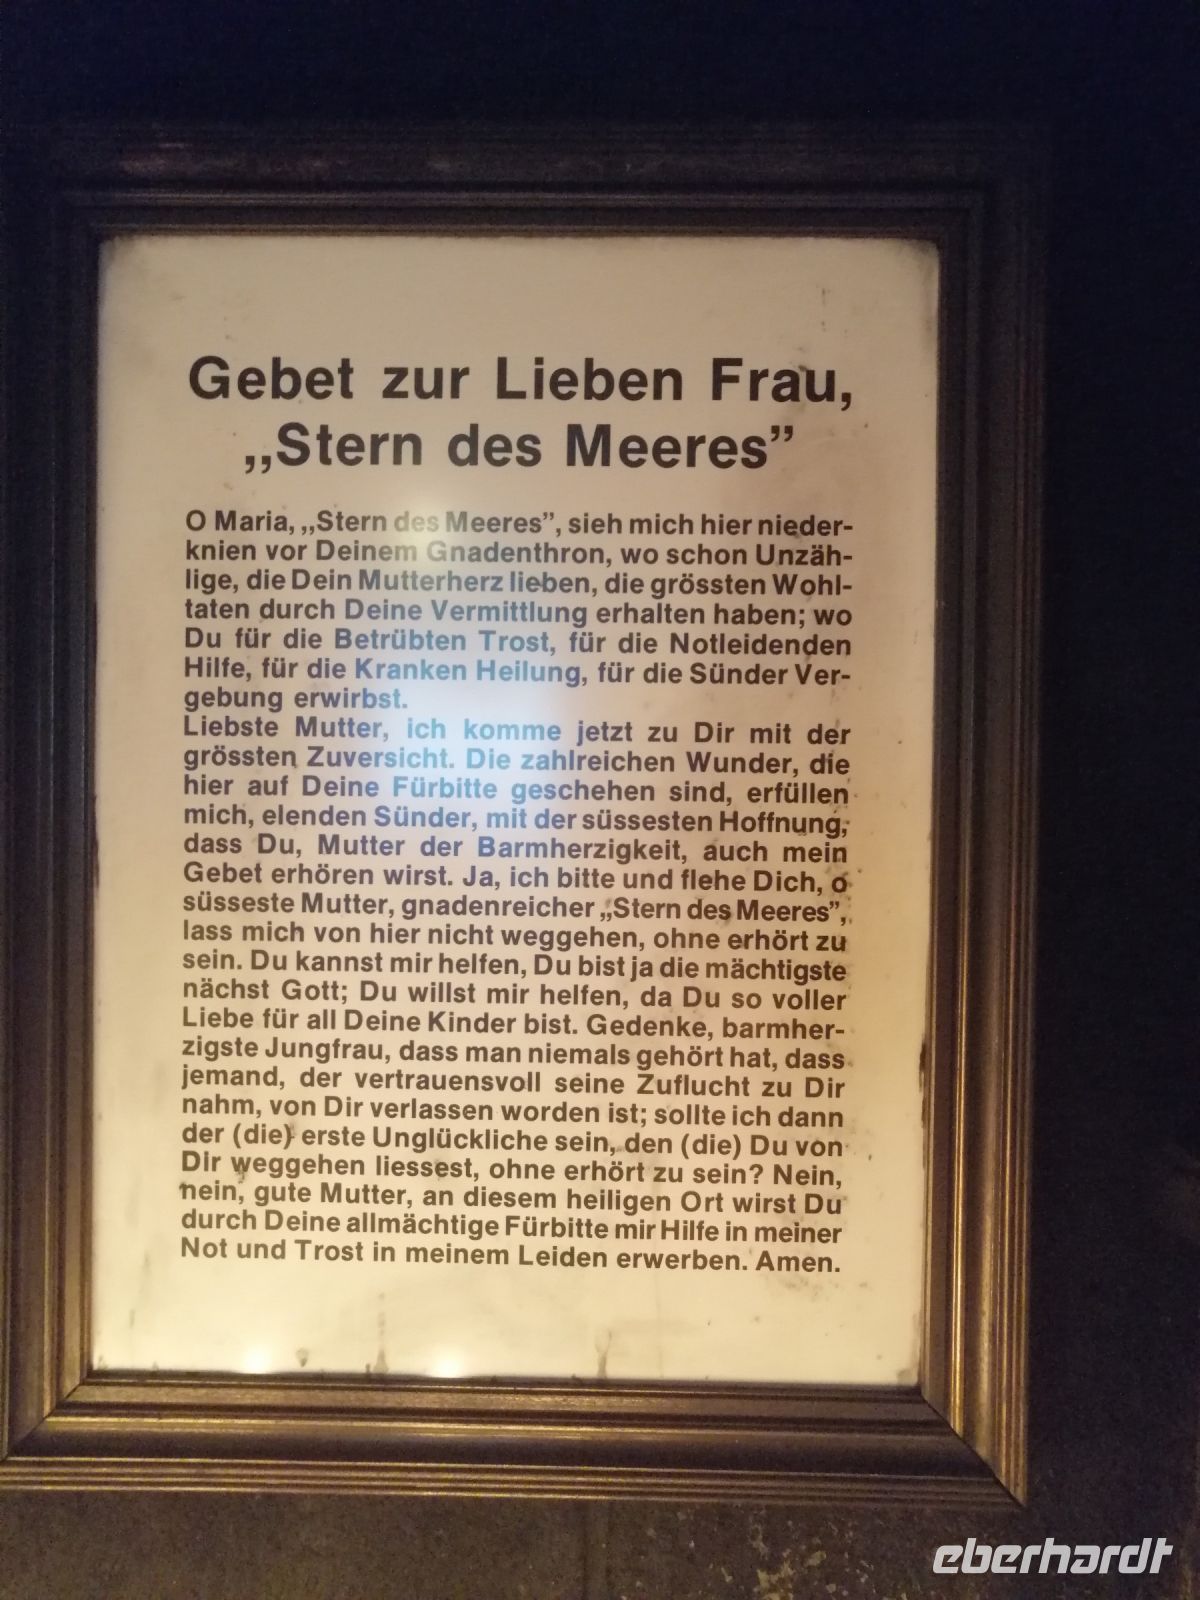 Gebet zur Lieben Frau,
,,Stern des Meeres”
O Maria, ,,Stern des Meeres”, sieh mich hier nieder-
knien vor Deinem Gnadenthron, wo schon Unzäh-
lige, die Dein Mutterherz lieben, die grössten Wohl-
taten durch Deine Vermittlung erhalten haben; wo
Du für die Betrübten Trost, für die Notleidenden
Hilfe, für die Kranken Heilung, für die Sünder Ver-
gebung erwirbst.
Liebste Mutter, ich komme jetzt zu Dir mit der
grössten Zuversicht. Die zahlreichen Wunder, die
hier auf Deine Fürbitte geschehen sind, erfüllen
mich, elenden Sünder, mit der süssesten Hoffnung,
dass Du, Mutter der Barmherzigkeit, auch mein
Gebet erhören wirst. Ja, ich bitte und flehe Dich, o
süsseste Mutter, gnadenreicher „Stern des Meeres”,
lass mich von hier nicht weggehen, ohne erhört zu
sein. Du kannst mir helfen, Du bist ja die mächtigste
nächst Gott; Du willst mir helfen, da Du so voller
Liebe für all Deine Kinder bist. Gedenke, barmher-
zigste Jungfrau, dass man niemals gehört hat, dass
jemand, der vertrauensvoll seine Zuflucht zu Dir
nahm, von Dir verlassen worden ist; sollte ich dann
der (die) erste Unglückliche sein, den (die) Du von
Dir weggehen liessest, ohne erhört zu sein? Nein,
nein, gute Mutter, an diesem heiligen Ort wirst Du
durch Deine allmächtige Fürbitte mir Hilfe in meiner
Not und Trost in meinem Leiden erwerben. Amen.
eberhardt